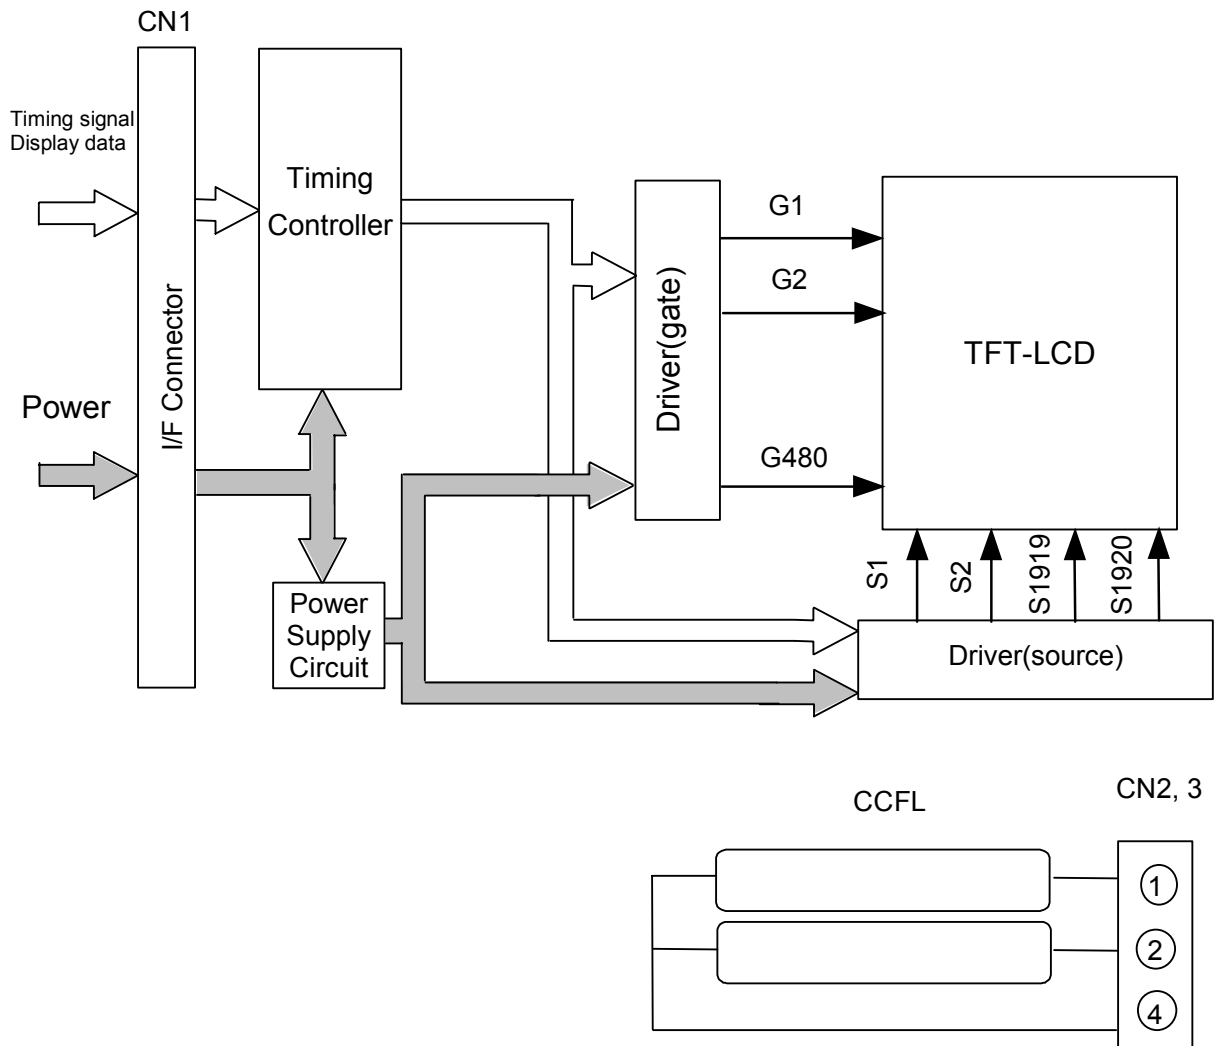 CN1
Timing signal
Display data
Power
I/F Connector
Timing
Controller
Power
Supply
Circuit
Driver(gate)
G1
G2
G480
TFT-LCD
S1
S2
S1919
S1920
Driver(source)
CCFL
CN2, 3
1
2
4